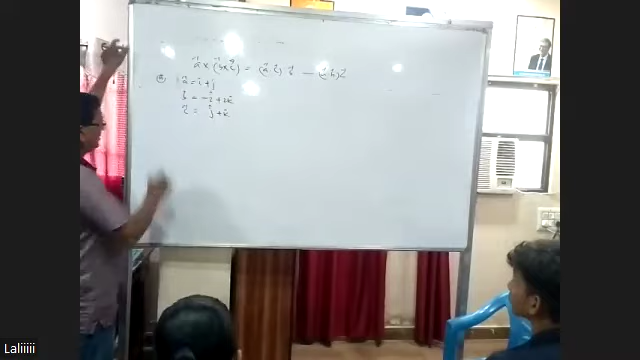 a⃗ × (b⃗ × c⃗) = (a⃗ · c⃗) b⃗ — (a⃗ · b⃗) c⃗
a⃗ = î + ĵ
b⃗ = -î + 2k̂
c⃗ = ĵ + k̂
Laliiiii